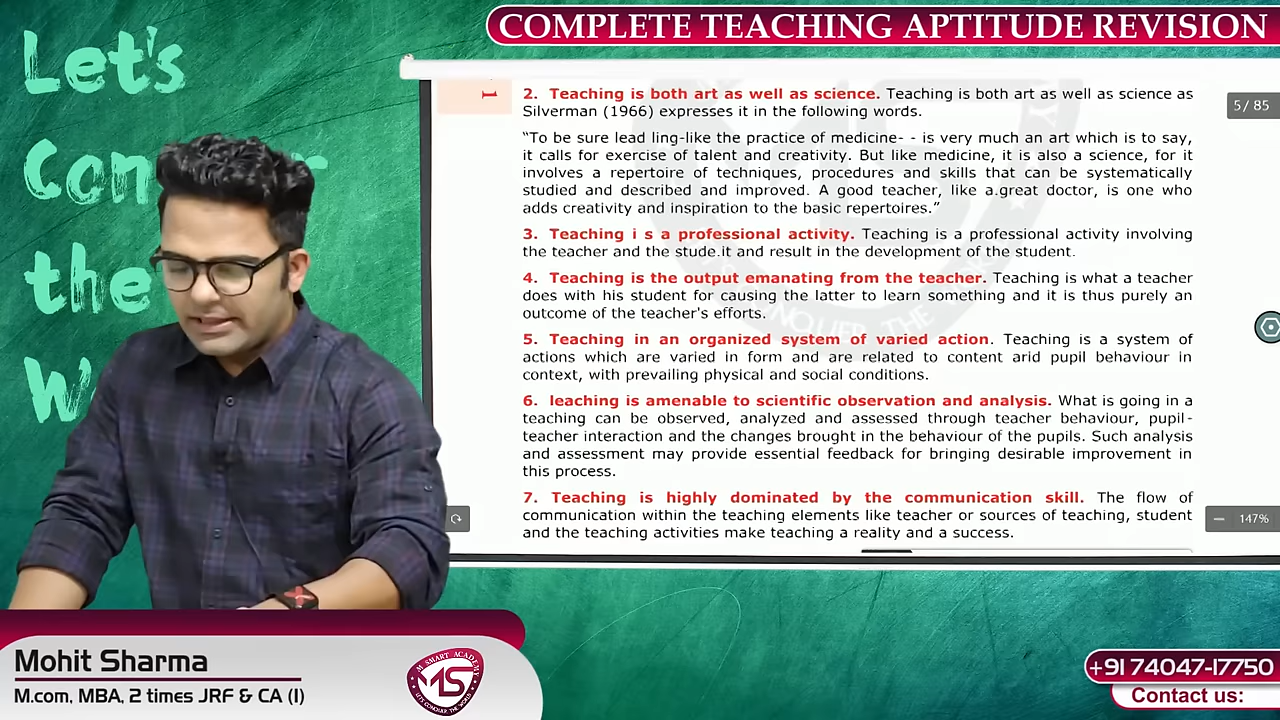 COMPLETE TEACHING APTITUDE REVISION
Let's
Con
the
W
1
5 / 85
2. Teaching is both art as well as science. Teaching is both art as well as science as
Silverman (1966) expresses it in the following words.
“To be sure lead ling-like the practice of medicine- - is very much an art which is to say,
it calls for exercise of talent and creativity. But like medicine, it is also a science, for it
involves a repertoire of techniques, procedures and skills that can be systematically
studied and described and improved. A good teacher, like a.great doctor, is one who
adds creativity and inspiration to the basic repertoires.”
3. Teaching i s a professional activity. Teaching is a professional activity involving
the teacher and the stude.it and result in the development of the student.
4. Teaching is the output emanating from the teacher. Teaching is what a teacher
does with his student for causing the latter to learn something and it is thus purely an
outcome of the teacher's efforts.
5. Teaching in an organized system of varied action. Teaching is a system of
actions which are varied in form and are related to content arid pupil behaviour in
context, with prevailing physical and social conditions.
6. leaching is amenable to scientific observation and analysis. What is going in a
teaching can be observed, analyzed and assessed through teacher behaviour, pupil-
teacher interaction and the changes brought in the behaviour of the pupils. Such analysis
and assessment may provide essential feedback for bringing desirable improvement in
this process.
7. Teaching is highly dominated by the communication skill. The flow of
communication within the teaching elements like teacher or sources of teaching, student
and the teaching activities make teaching a reality and a success.
147%
Mohit Sharma
M.com, MBA, 2 times JRF & CA (I)
M SMART ACADEMY
MS
LET'S CONQUER THE WORLD
+91 74047-17750
Contact us: